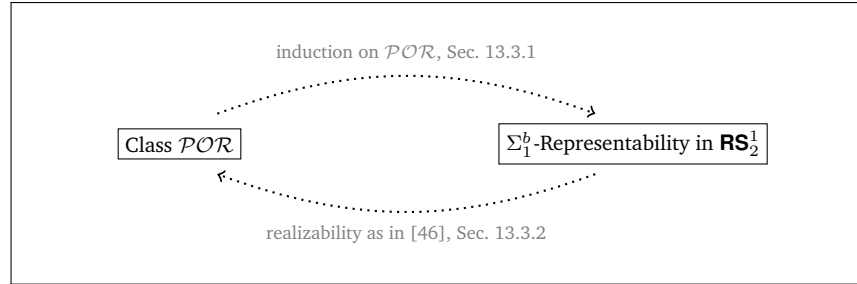 induction on 𝒫𝒪ℛ, Sec. 13.3.1
Class 𝒫𝒪ℛ
Σ₁ᵇ-Representability in RS₂¹
realizability as in [46], Sec. 13.3.2